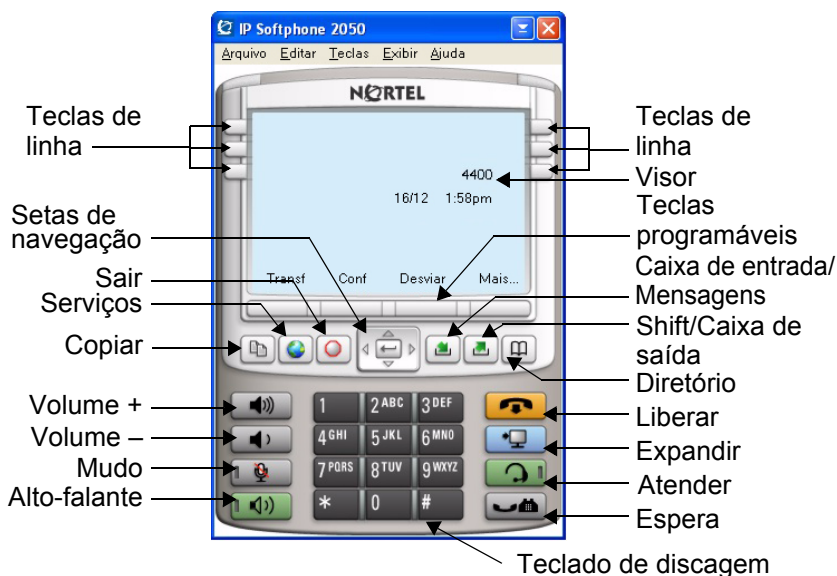 IP Softphone 2050
Arquivo Editar Teclas Exibir Ajuda
NORTEL
Teclas de
linha
Teclas de
linha
4400
Visor
16/12 1:58pm
Teclas
programáveis
Setas de
navegação
Transf Conf Desviar Mais...
Caixa de entrada/
Mensagens
Sair
Serviços
Shift/Caixa de
saída
Copiar
Diretório
Volume +
1 2 ABC 3 DEF
Liberar
Volume –
4 GHI 5 JKL 6 MNO
Expandir
Mudo
7 PQRS 8 TUV 9 WXYZ
Atender
Alto-falante
* 0 #
Espera
Teclado de discagem